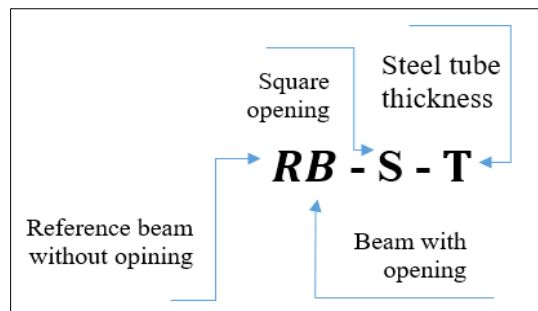 Steel tube
thickness
Square
opening
RB - S - T
Reference beam
without opining
Beam with
opening